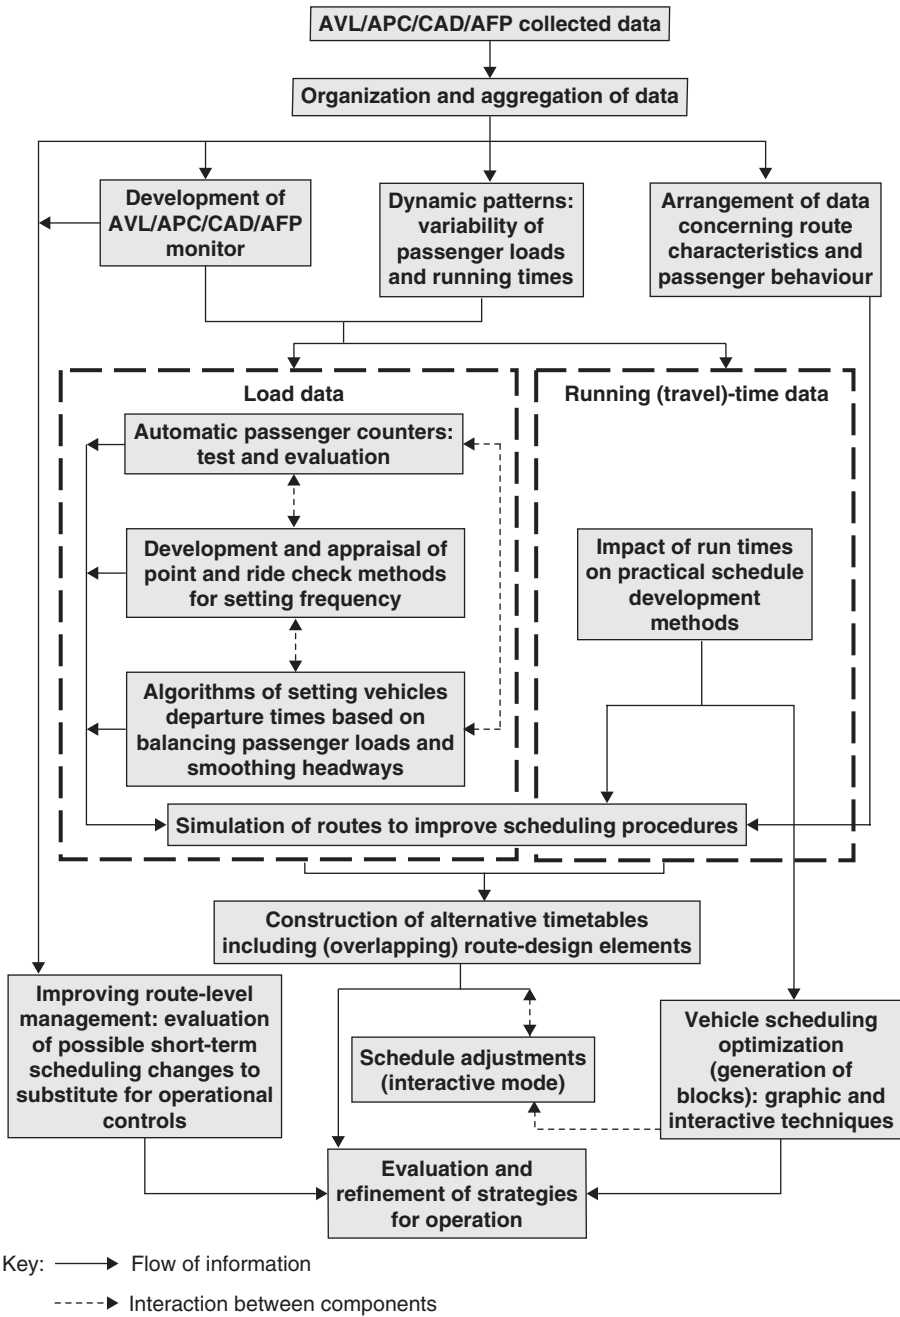 AVL/APC/CAD/AFP collected data
Organization and aggregation of data
Development of
AVL/APC/CAD/AFP
monitor
Dynamic patterns:
variability of
passenger loads
and running times
Arrangement of data
concerning route
characteristics and
passenger behaviour
Load data
Automatic passenger counters:
test and evaluation
Development and appraisal of
point and ride check methods
for setting frequency
Algorithms of setting vehicles
departure times based on
balancing passenger loads and
smoothing headways
Running (travel)-time data
Impact of run times
on practical schedule
development
methods
Simulation of routes to improve scheduling procedures
Construction of alternative timetables
including (overlapping) route-design elements
Improving route-level
management: evaluation
of possible short-term
scheduling changes to
substitute for operational
controls
Schedule adjustments
(interactive mode)
Vehicle scheduling
optimization
(generation of
blocks): graphic and
interactive techniques
Evaluation and
refinement of strategies
for operation
Key: Flow of information
Interaction between components